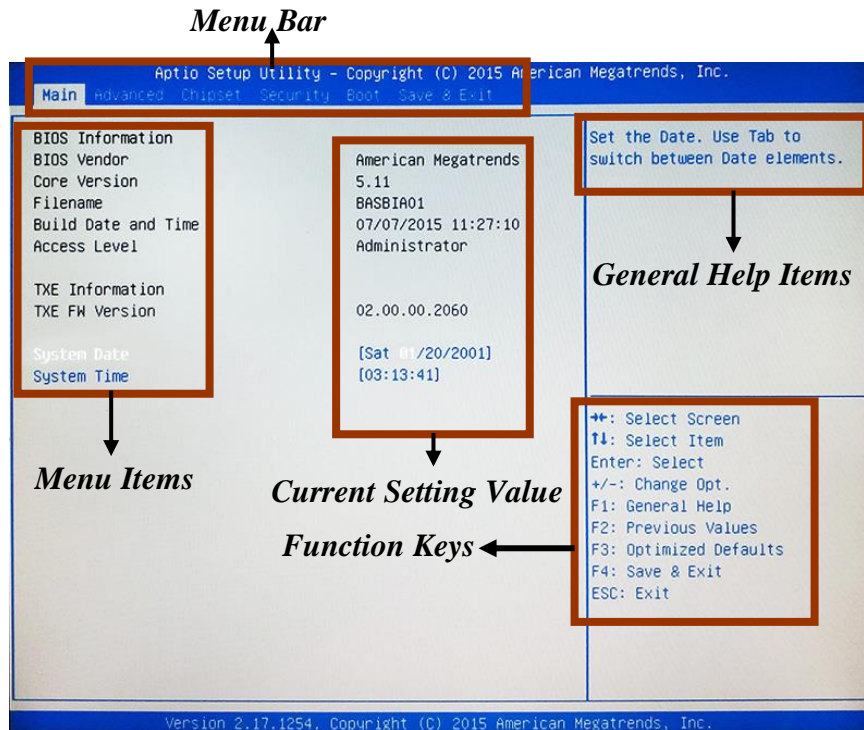 Menu Bar
Aptio Setup Utility – Copyright (C) 2015 American Megatrends, Inc.
Main Advanced Chipset Security Boot Save & Exit
BIOS Information
BIOS Vendor American Megatrends
Core Version 5.11
Filename BASBIA01
Build Date and Time 07/07/2015 11:27:10
Access Level Administrator
TXE Information
TXE FW Version 02.00.00.2060
System Date [Sat 01/20/2001]
System Time [03:13:41]
Set the Date. Use Tab to
switch between Date elements.
General Help Items
Menu Items
Current Setting Value
Function Keys
→←: Select Screen
↑↓: Select Item
Enter: Select
+/-: Change Opt.
F1: General Help
F2: Previous Values
F3: Optimized Defaults
F4: Save & Exit
ESC: Exit
Version 2.17.1254. Copyright (C) 2015 American Megatrends, Inc.